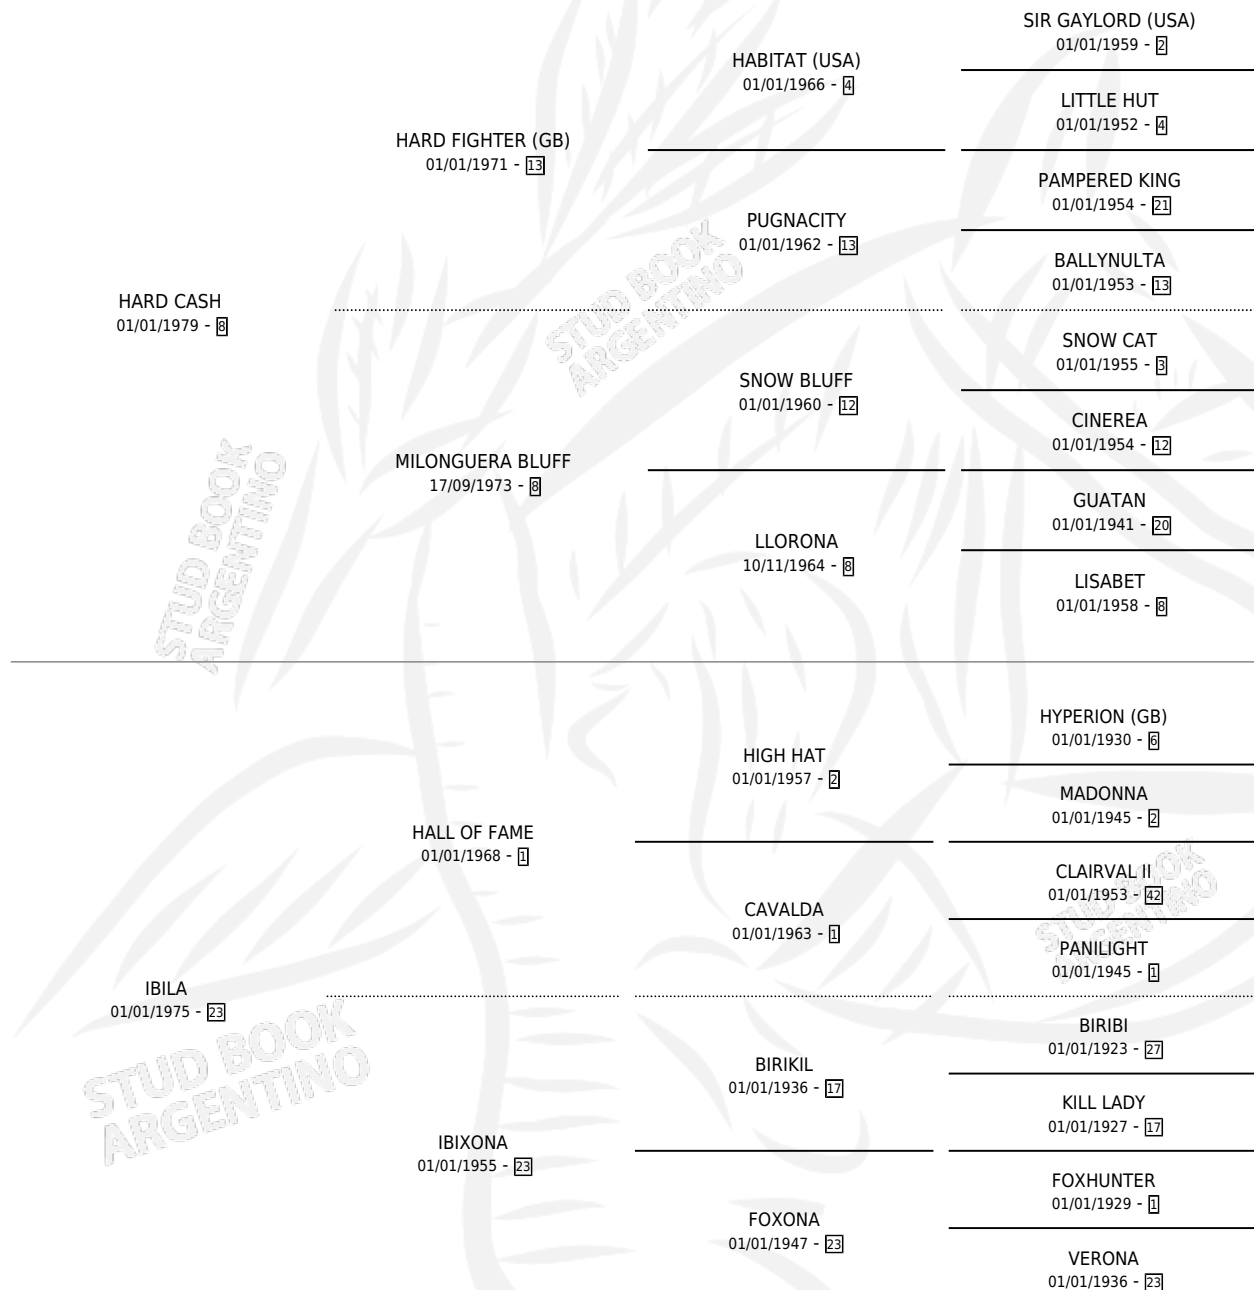 SIR GAYLORD (USA)
01/01/1959 - 2
HABITAT (USA)
01/01/1966 - 4
LITTLE HUT
01/01/1952 - 4
HARD FIGHTER (GB)
01/01/1971 - 13
PAMPERED KING
01/01/1954 - 21
PUGNACITY
01/01/1962 - 13
BALLYNULTA
01/01/1953 - 13
HARD CASH
01/01/1979 - 8
SNOW CAT
01/01/1955 - 3
SNOW BLUFF
01/01/1960 - 12
CINEREA
01/01/1954 - 12
MILONGUERA BLUFF
17/09/1973 - 8
GUATAN
01/01/1941 - 20
LLORONA
10/11/1964 - 8
LISABET
01/01/1958 - 8
HYPERION (GB)
01/01/1930 - 6
HIGH HAT
01/01/1957 - 2
MADONNA
01/01/1945 - 2
HALL OF FAME
01/01/1968 - 1
CLAIRVAL II
01/01/1953 - 42
CAVALDA
01/01/1963 - 1
PANILIGHT
01/01/1945 - 1
IBILA
01/01/1975 - 23
BIRIBI
01/01/1923 - 27
BIRIKIL
01/01/1936 - 17
KILL LADY
01/01/1927 - 17
IBIXONA
01/01/1955 - 23
FOXHUNTER
01/01/1929 - 1
FOXONA
01/01/1947 - 23
VERONA
01/01/1936 - 23
STUD BOOK
ARGENTINO
STUD BOOK
ARGENTINO
STUD BOOK
ARGENTINO
STUD BOOK
ARGENTINO